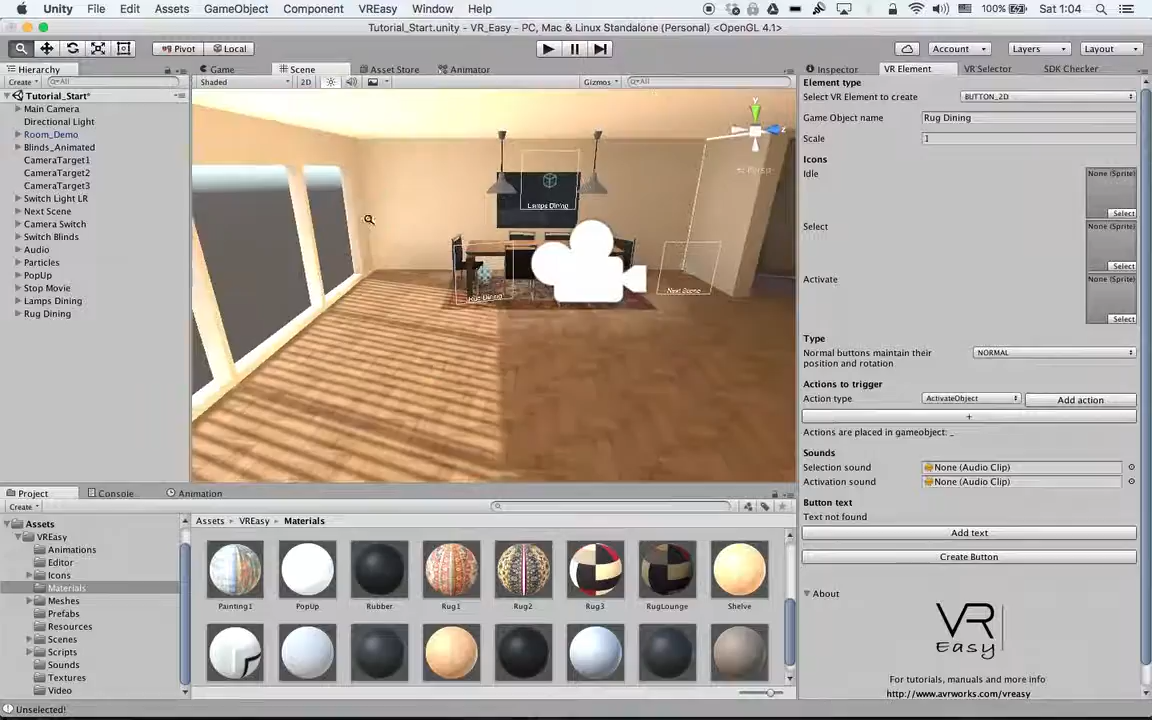 Unity File Edit Assets GameObject Component VREasy Window Help 100% Sat 1:04
Tutorial_Start.unity - VR_Easy - PC, Mac & Linux Standalone (Personal) <OpenGL 4.1>
Pivot Local Account Layers Layout
Hierarchy Game Scene Asset Store Animator Inspector VR Element VR Selector SDK Checker
Create All Shaded 2D Gizmos All
Element type
Tutorial_Start*
Select VR Element to create BUTTON_2D
Main Camera
Directional Light
Game Object name Rug Dining
Room_Demo
Scale 1
Blinds_Animated
CameraTarget1
Icons
CameraTarget2
Idle None (Sprite)
CameraTarget3
Switch Light LR
Next Scene
Select
Camera Switch
Select None (Sprite)
Switch Blinds
Audio
Particles
Select
PopUp
Activate None (Sprite)
Stop Movie
Lamps Dining
Rug Dining
Select
Lamps Dining
Rug Dining
Next Scene
Type
Normal buttons maintain their position and rotation
NORMAL
Actions to trigger
Action type ActivateObject Add action
+
Actions are placed in gameobject: _
Sounds
Selection sound None (Audio Clip)
Activation sound None (Audio Clip)
Button text
Text not found
Add text
Create Button
About
VR
Easy
For tutorials, manuals and more info
http://www.avrworks.com/vreasy
Project Console Animation
Create
Assets VREasy Materials
Assets
VREasy
Animations
Editor
Icons
Materials
Meshes
Prefabs
Resources
Scenes
Scripts
Sounds
Textures
Video
Painting1 PopUp Rubber Rug1 Rug2 Rug3 RugLounge Shelve
Unselected!